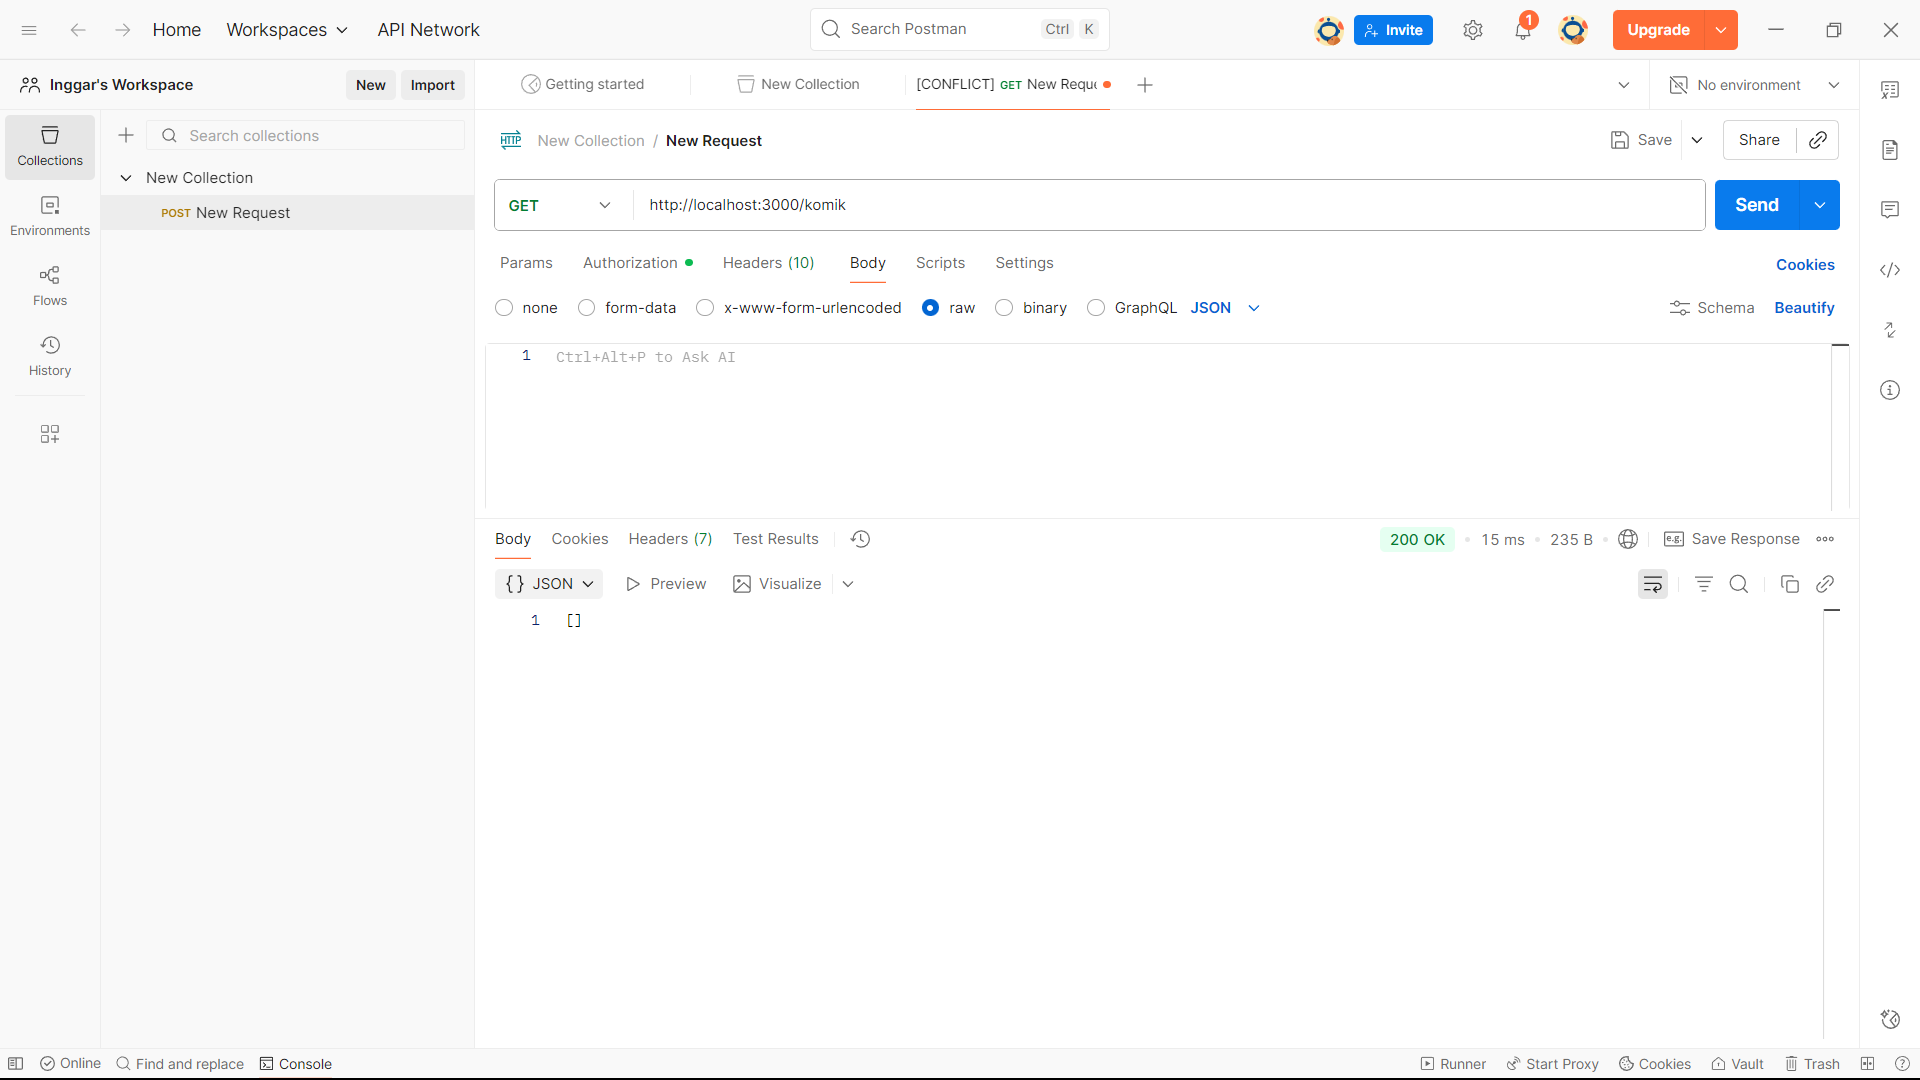 Home Workspaces API Network Search Postman Ctrl K Invite 1 Upgrade
Inggar's Workspace New Import
Getting started New Collection [CONFLICT] GET New Reque No environment
Collections
Environments
Flows
History
Search collections
New Collection
POST New Request
HTTP New Collection / New Request Save Share
GET http://localhost:3000/komik Send
Params Authorization Headers (10) Body Scripts Settings Cookies
none form-data x-www-form-urlencoded raw binary GraphQL JSON Schema Beautify
1 Ctrl+Alt+P to Ask AI
Body Cookies Headers (7) Test Results 200 OK • 15 ms • 235 B • e.g. Save Response
{} JSON Preview Visualize
1 []
Online Find and replace Console Runner Start Proxy Cookies Vault Trash